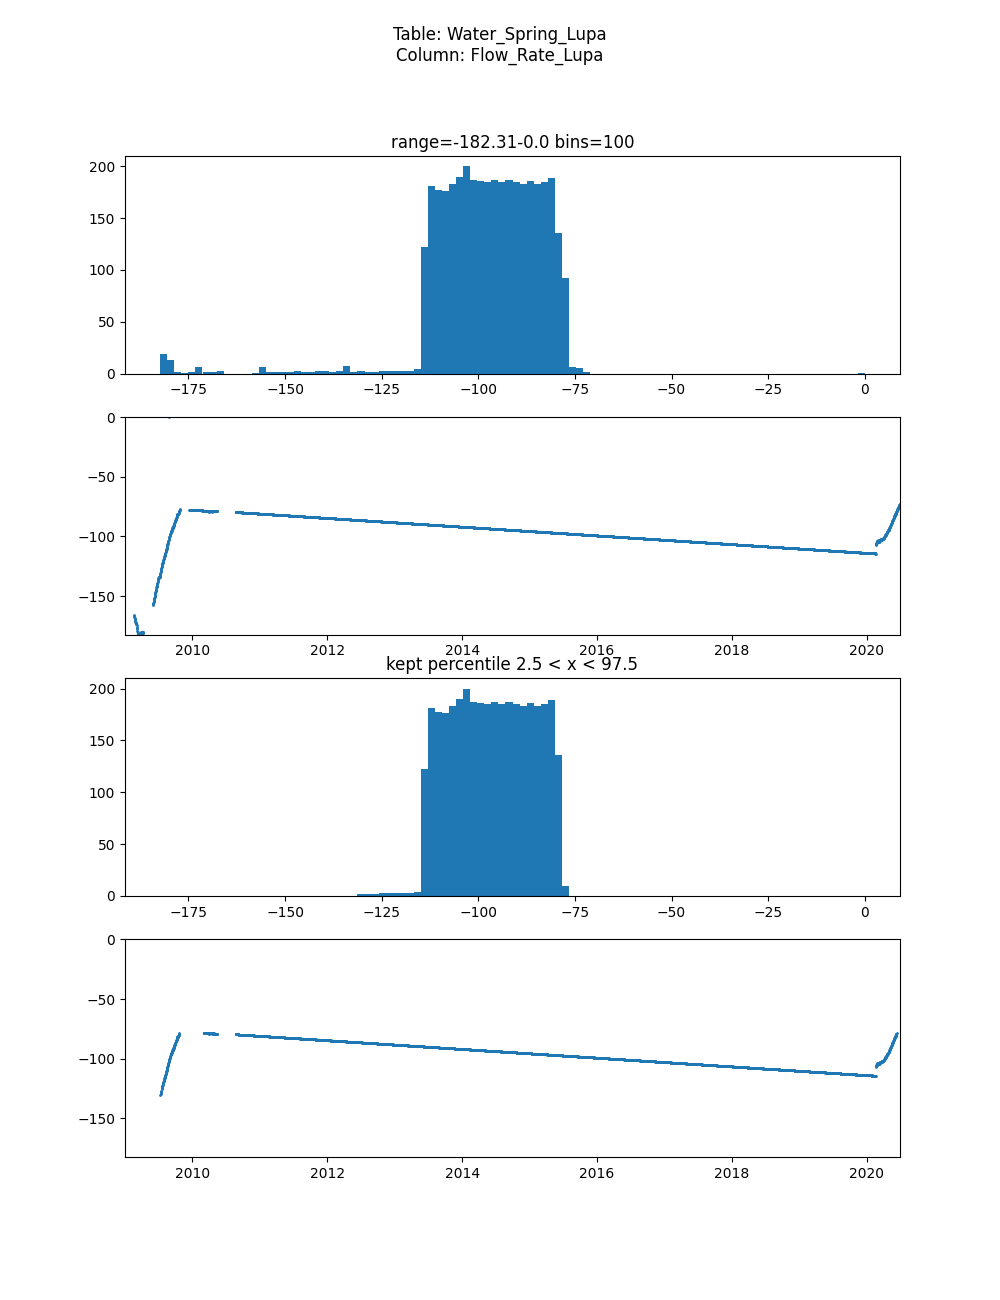 Table: Water_Spring_Lupa
Column: Flow_Rate_Lupa
range=-182.31-0.0 bins=100
200
150
100
50
0
−175 −150 −125 −100 −75 −50 −25 0
0
−50
−100
−150
2010 2012 2014 2016 2018 2020
kept percentile 2.5 < x < 97.5
200
150
100
50
0
−175 −150 −125 −100 −75 −50 −25 0
0
−50
−100
−150
2010 2012 2014 2016 2018 2020